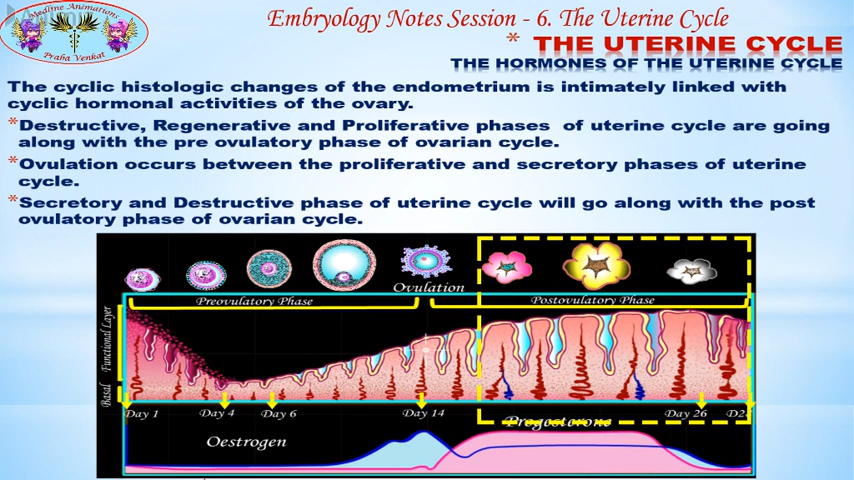 Medline Animations
Praba Venkat
Embryology Notes Session - 6. The Uterine Cycle
* THE UTERINE CYCLE
THE HORMONES OF THE UTERINE CYCLE
The cyclic histologic changes of the endometrium is intimately linked with
cyclic hormonal activities of the ovary.
*Destructive, Regenerative and Proliferative phases of uterine cycle are going
along with the pre ovulatory phase of ovarian cycle.
*Ovulation occurs between the proliferative and secretory phases of uterine
cycle.
*Secretory and Destructive phase of uterine cycle will go along with the post
ovulatory phase of ovarian cycle.
Ovulation
Preovulatory Phase
Postovulatory Phase
Functional Layer
Basal
Day 1
Day 4
Day 6
Day 14
Progesterone
Day 26
Oestrogen